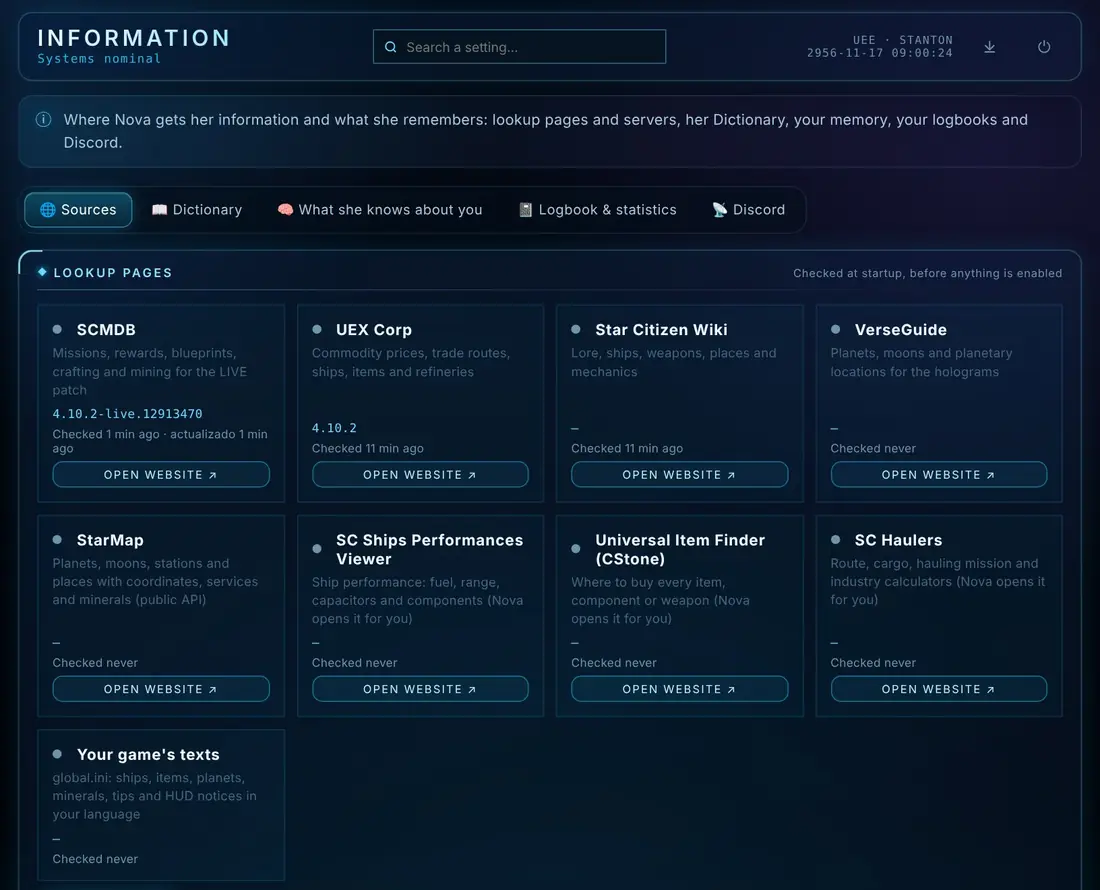 INFORMATION
Systems nominal
Search a setting...
UEE · STANTON
2956-11-17 09:00:24
Where Nova gets her information and what she remembers: lookup pages and servers, her Dictionary, your memory, your logbooks and
Discord.
Sources
Dictionary
What she knows about you
Logbook & statistics
Discord
LOOKUP PAGES
Checked at startup, before anything is enabled
SCMDB
Missions, rewards, blueprints,
crafting and mining for the LIVE
patch
4.10.2-live.12913470
Checked 1 min ago · actualizado 1 min
ago
OPEN WEBSITE ↗
UEX Corp
Commodity prices, trade routes,
ships, items and refineries
4.10.2
Checked 11 min ago
OPEN WEBSITE ↗
Star Citizen Wiki
Lore, ships, weapons, places and
mechanics
—
Checked 11 min ago
OPEN WEBSITE ↗
VerseGuide
Planets, moons and planetary
locations for the holograms
—
Checked never
OPEN WEBSITE ↗
StarMap
Planets, moons, stations and
places with coordinates, services
and minerals (public API)
—
Checked never
OPEN WEBSITE ↗
SC Ships Performances
Viewer
Ship performance: fuel, range,
capacitors and components (Nova
opens it for you)
—
Checked never
OPEN WEBSITE ↗
Universal Item Finder
(CStone)
Where to buy every item,
component or weapon (Nova
opens it for you)
—
Checked never
OPEN WEBSITE ↗
SC Haulers
Route, cargo, hauling mission and
industry calculators (Nova opens it
for you)
—
Checked never
OPEN WEBSITE ↗
Your game's texts
global.ini: ships, items, planets,
minerals, tips and HUD notices in
your language
—
Checked never